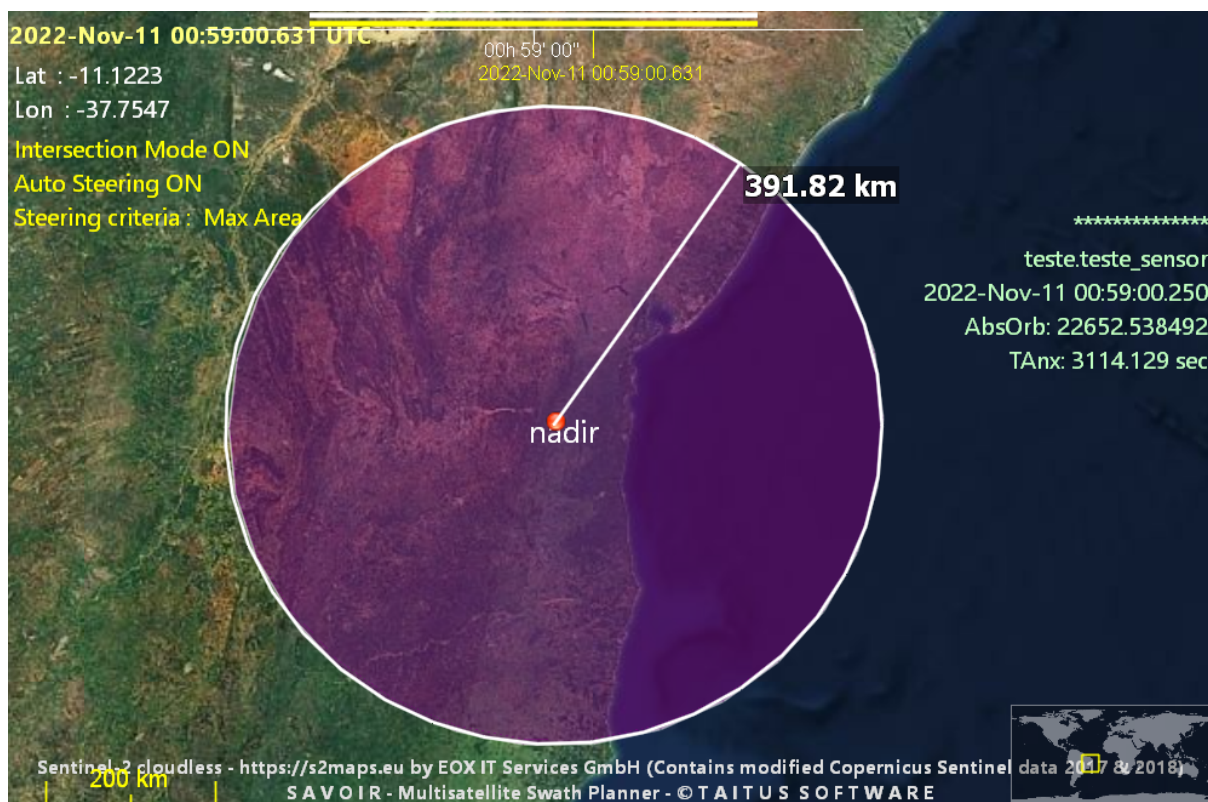 2022-Nov-11 00:59:00.631 UTC
00h 59' 00"
2022-Nov-11 00:59:00.631
Lat : -11.1223
Lon : -37.7547
Intersection Mode ON
Auto Steering ON
Steering criteria : Max Area
391.82 km
**************
teste.teste_sensor
2022-Nov-11 00:59:00.250
AbsOrb: 22652.538492
TAnx: 3114.129 sec
nadir
Sentinel-2 cloudless - https://s2maps.eu by EOX IT Services GmbH (Contains modified Copernicus Sentinel data 2017 & 2018)
200 km
SAVOIR - Multisatellite Swath Planner - © TAITUS SOFTWARE